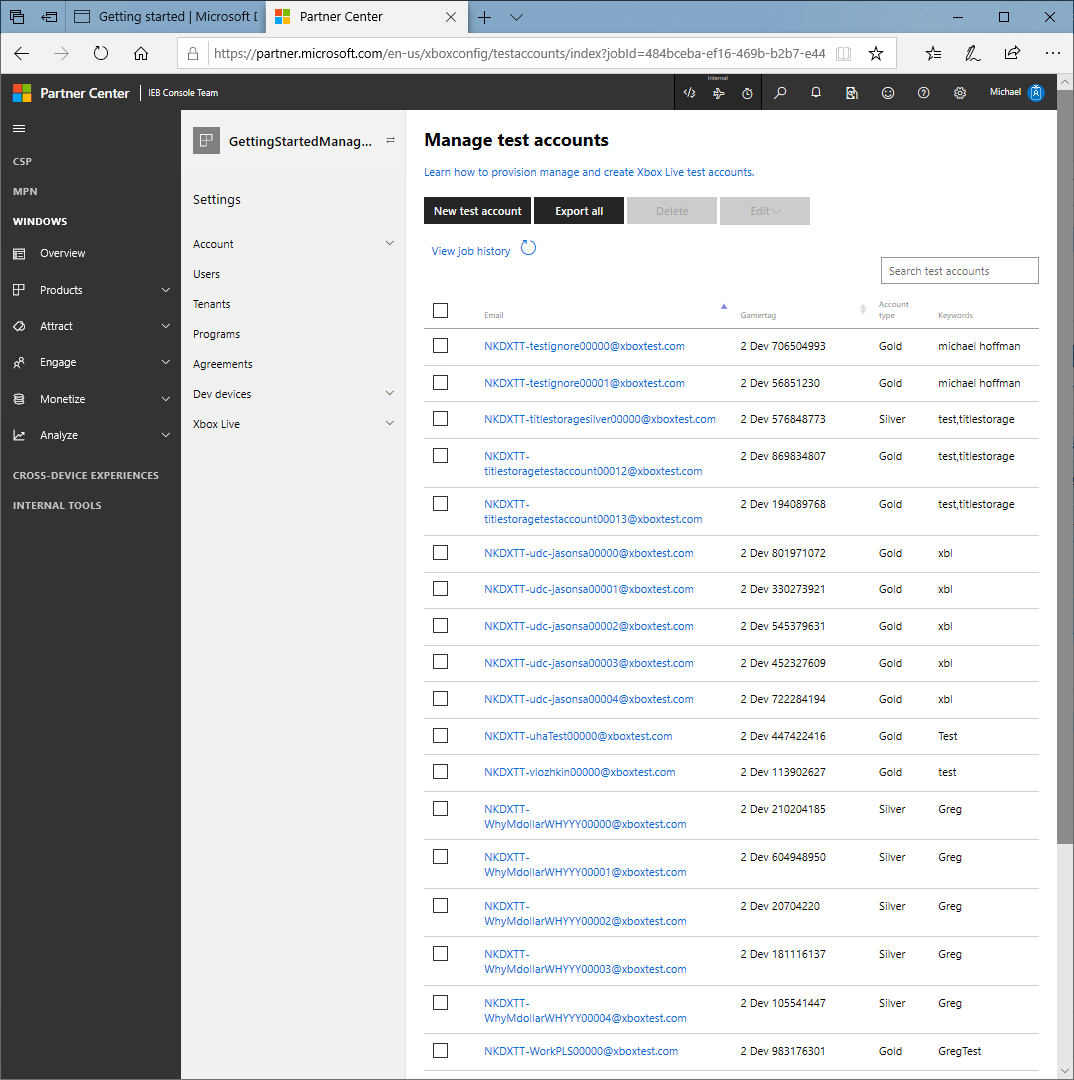 Getting started | Microsoft D
Partner Center
https://partner.microsoft.com/en-us/xboxconfig/testaccounts/index?jobId=484bceba-ef16-469b-b2b7-e44
Partner Center
IEB Console Team
Internal
Michael
CSP
MPN
WINDOWS
Overview
Products
Attract
Engage
Monetize
Analyze
CROSS-DEVICE EXPERIENCES
INTERNAL TOOLS
GettingStartedManag...
Settings
Account
Users
Tenants
Programs
Agreements
Dev devices
Xbox Live
Manage test accounts
Learn how to provision manage and create Xbox Live test accounts.
New test account Export all Delete Edit
View job history
Search test accounts
Email Gamertag Account type Keywords
NKDXTT-testignore00000@xboxtest.com 2 Dev 706504993 Gold michael hoffman
NKDXTT-testignore00001@xboxtest.com 2 Dev 56851230 Gold michael hoffman
NKDXTT-titlestoragesilver00000@xboxtest.com 2 Dev 576848773 Silver test,titlestorage
NKDXTT- 2 Dev 869834807 Gold test,titlestorage
titlestoragetestaccount00012@xboxtest.com
NKDXTT- 2 Dev 194089768 Gold test,titlestorage
titlestoragetestaccount00013@xboxtest.com
NKDXTT-udc-jasonsa00000@xboxtest.com 2 Dev 801971072 Gold xbl
NKDXTT-udc-jasonsa00001@xboxtest.com 2 Dev 330273921 Gold xbl
NKDXTT-udc-jasonsa00002@xboxtest.com 2 Dev 545379631 Gold xbl
NKDXTT-udc-jasonsa00003@xboxtest.com 2 Dev 452327609 Gold xbl
NKDXTT-udc-jasonsa00004@xboxtest.com 2 Dev 722284194 Gold xbl
NKDXTT-uhaTest00000@xboxtest.com 2 Dev 447422416 Gold Test
NKDXTT-vlozhkin00000@xboxtest.com 2 Dev 113902627 Gold test
NKDXTT- 2 Dev 210204185 Silver Greg
WhyMdollarWHYYY00000@xboxtest.com
NKDXTT- 2 Dev 604948950 Silver Greg
WhyMdollarWHYYY00001@xboxtest.com
NKDXTT- 2 Dev 20704220 Silver Greg
WhyMdollarWHYYY00002@xboxtest.com
NKDXTT- 2 Dev 181116137 Silver Greg
WhyMdollarWHYYY00003@xboxtest.com
NKDXTT- 2 Dev 105541447 Silver Greg
WhyMdollarWHYYY00004@xboxtest.com
NKDXTT-WorkPLS00000@xboxtest.com 2 Dev 983176301 Gold GregTest